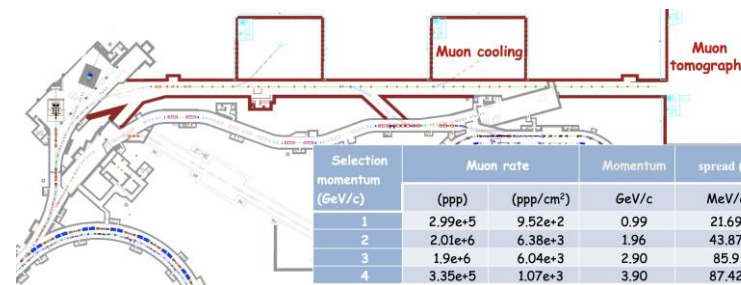 Muon cooling
Muon
tomograph
Selection momentum (GeV/c) Muon rate Momentum spread (
(ppp) (ppp/cm²) GeV/c MeV/c
1 2.99e+5 9.52e+2 0.99 21.69
2 2.01e+6 6.38e+3 1.96 43.87
3 1.9e+6 6.04e+3 2.90 85.9
4 3.35e+5 1.07e+3 3.90 87.42